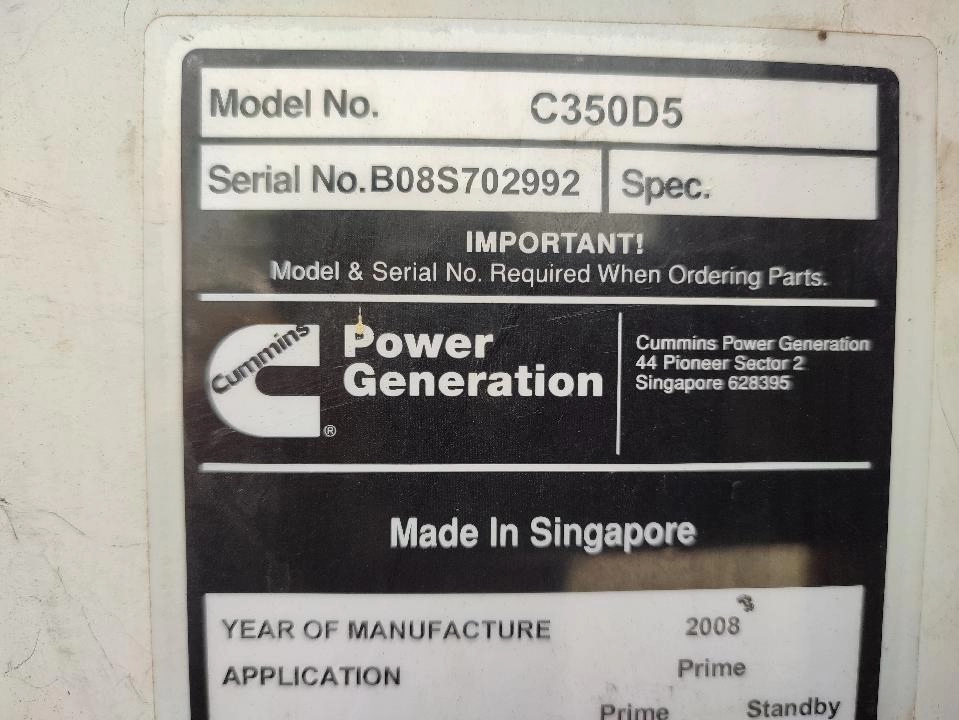 Model No. C350D5
Serial No. B08S702992 Spec.
IMPORTANT!
Model & Serial No. Required When Ordering Parts.
Cummins
Power
Generation
®
Cummins Power Generation
44 Pioneer Sector 2
Singapore 628395
Made In Singapore
YEAR OF MANUFACTURE 2008
APPLICATION Prime
Prime Standby